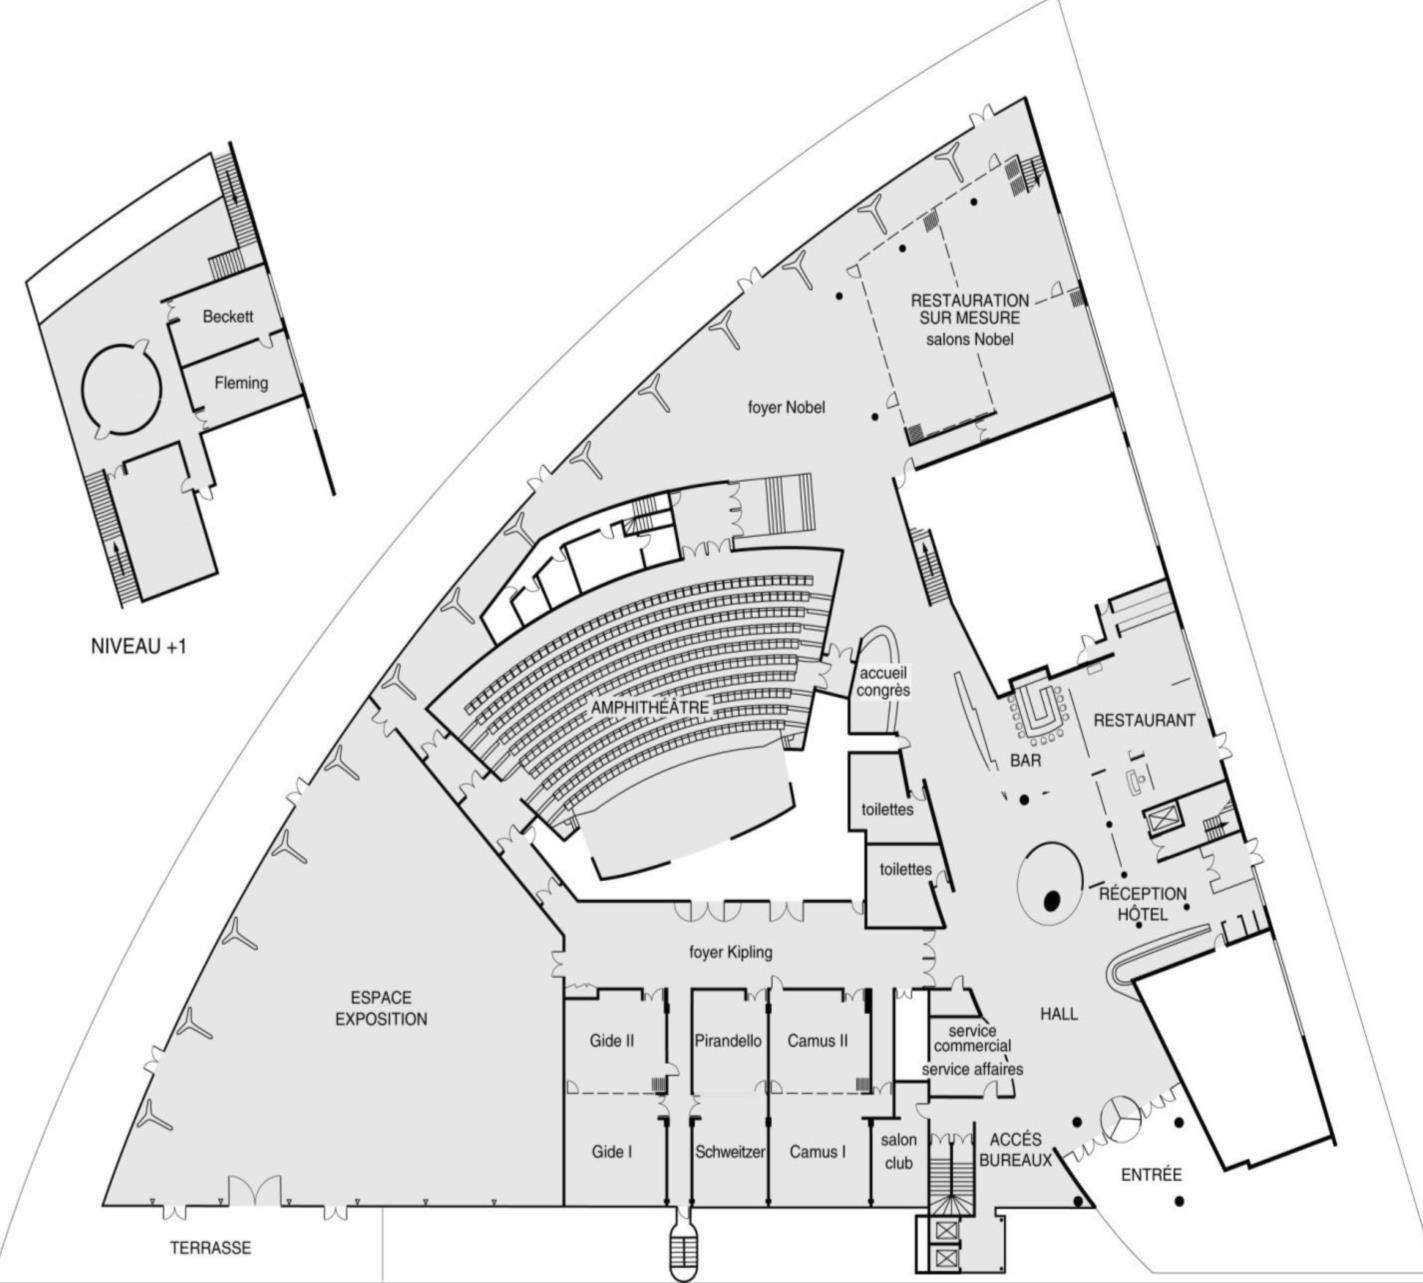 Beckett
Fleming
NIVEAU +1
RESTAURATION
SUR MESURE
salons Nobel
foyer Nobel
AMPHITHÉÂTRE
accueil
congrès
RESTAURANT
BAR
toilettes
toilettes
RÉCEPTION
HÔTEL
foyer Kipling
ESPACE
EXPOSITION
HALL
Gide II
Pirandello
Camus II
service
commercial
service affaires
Gide I
Schweitzer
Camus I
salon
club
ACCÉS
BUREAUX
ENTRÉE
TERRASSE